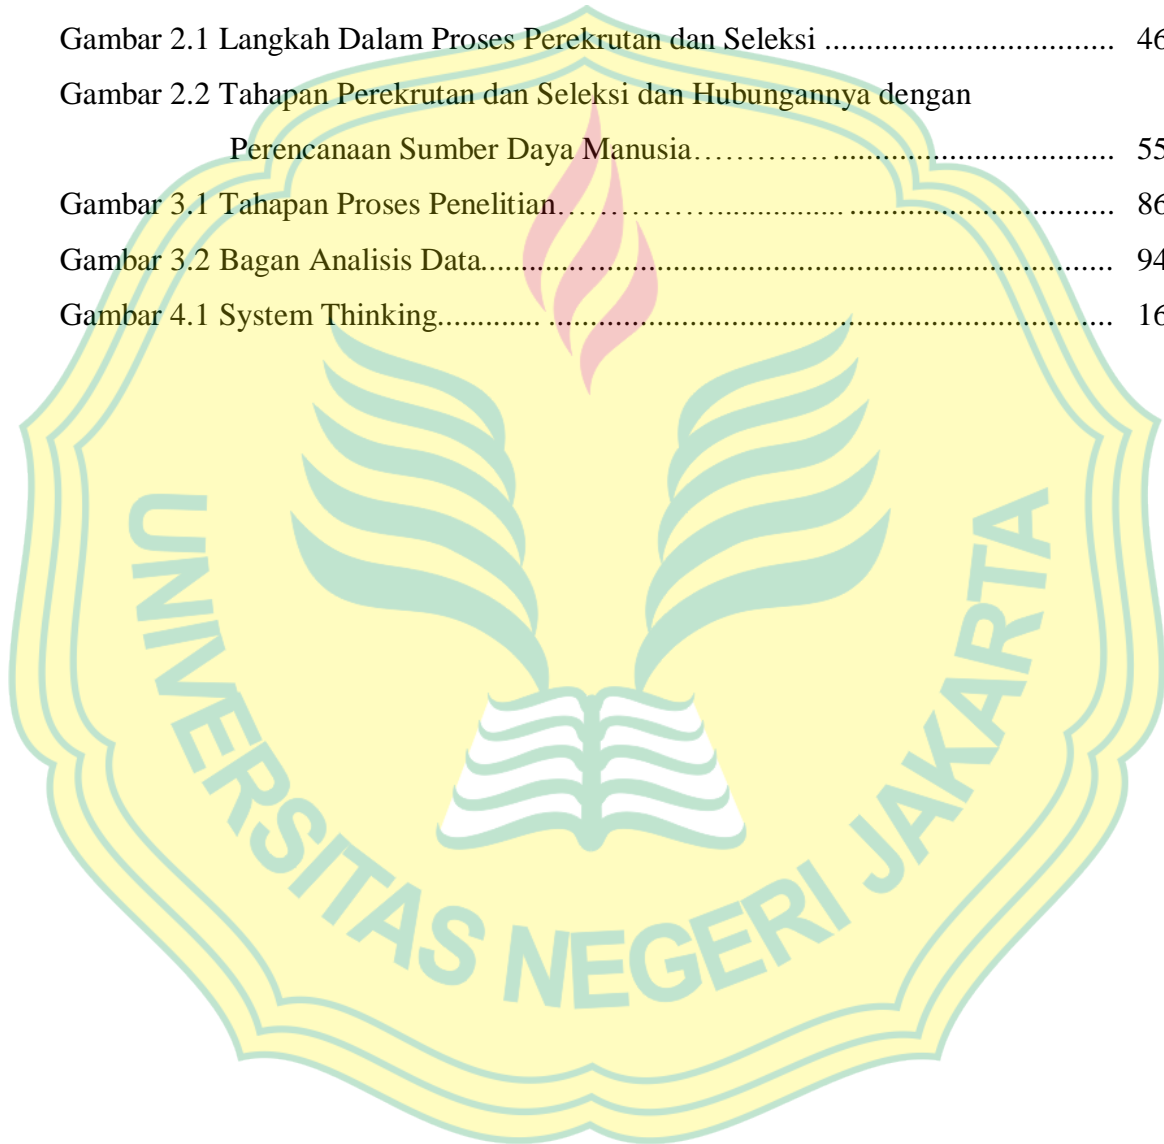 Gambar 2.1 Langkah Dalam Proses Perekrutan dan Seleksi .................................. 46
Gambar 2.2 Tahapan Perekrutan dan Seleksi dan Hubungannya dengan
Perencanaan Sumber Daya Manusia…………. .................................. 55
Gambar 3.1 Tahapan Proses Penelitian……………................. ................................ 86
Gambar 3.2 Bagan Analisis Data............. .............................................................. 94
Gambar 4.1 System Thinking............. ................................................................... 16
UNIVERSITAS NEGERI JAKARTA